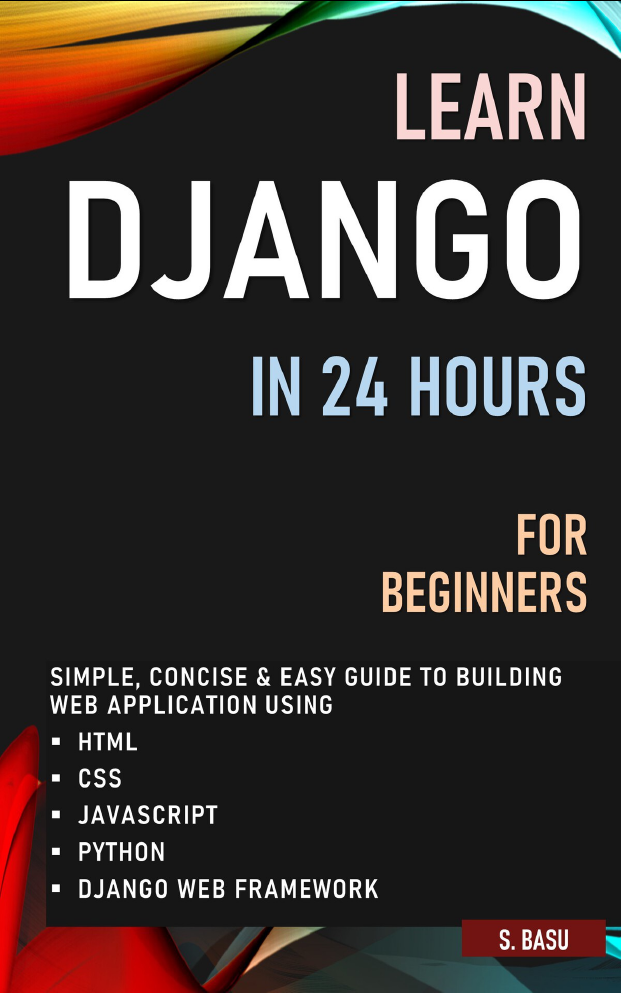 LEARN
DJANGO
IN 24 HOURS
FOR
BEGINNERS
SIMPLE, CONCISE & EASY GUIDE TO BUILDING
WEB APPLICATION USING
▪ HTML
▪ CSS
▪ JAVASCRIPT
▪ PYTHON
▪ DJANGO WEB FRAMEWORK
S. BASU